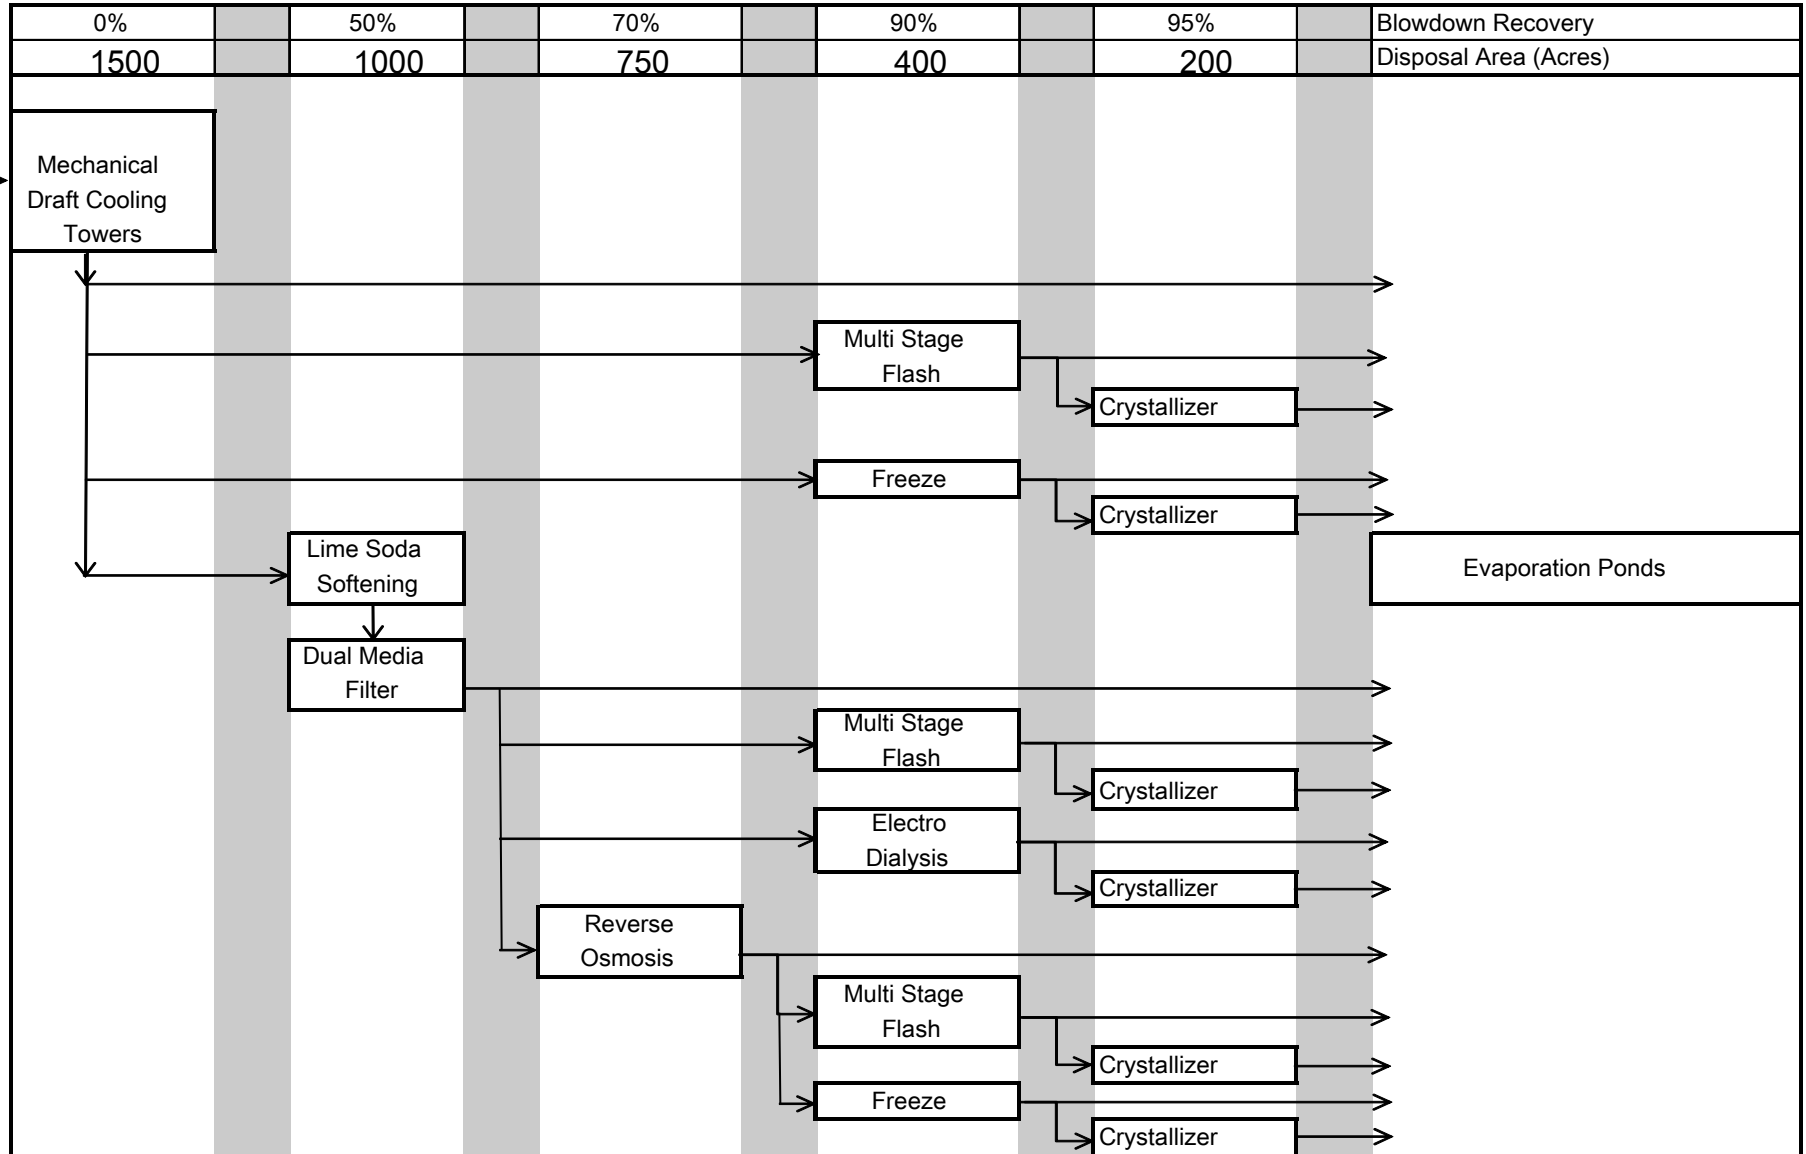 0% 50% 70% 90% 95% Blowdown Recovery
1500 1000 750 400 200 Disposal Area (Acres)
Mechanical
Draft Cooling
Towers
Multi Stage
Flash
Crystallizer
Freeze
Crystallizer
Lime Soda
Softening
Evaporation Ponds
Dual Media
Filter
Multi Stage
Flash
Crystallizer
Electro
Dialysis
Crystallizer
Reverse
Osmosis
Multi Stage
Flash
Crystallizer
Freeze
Crystallizer